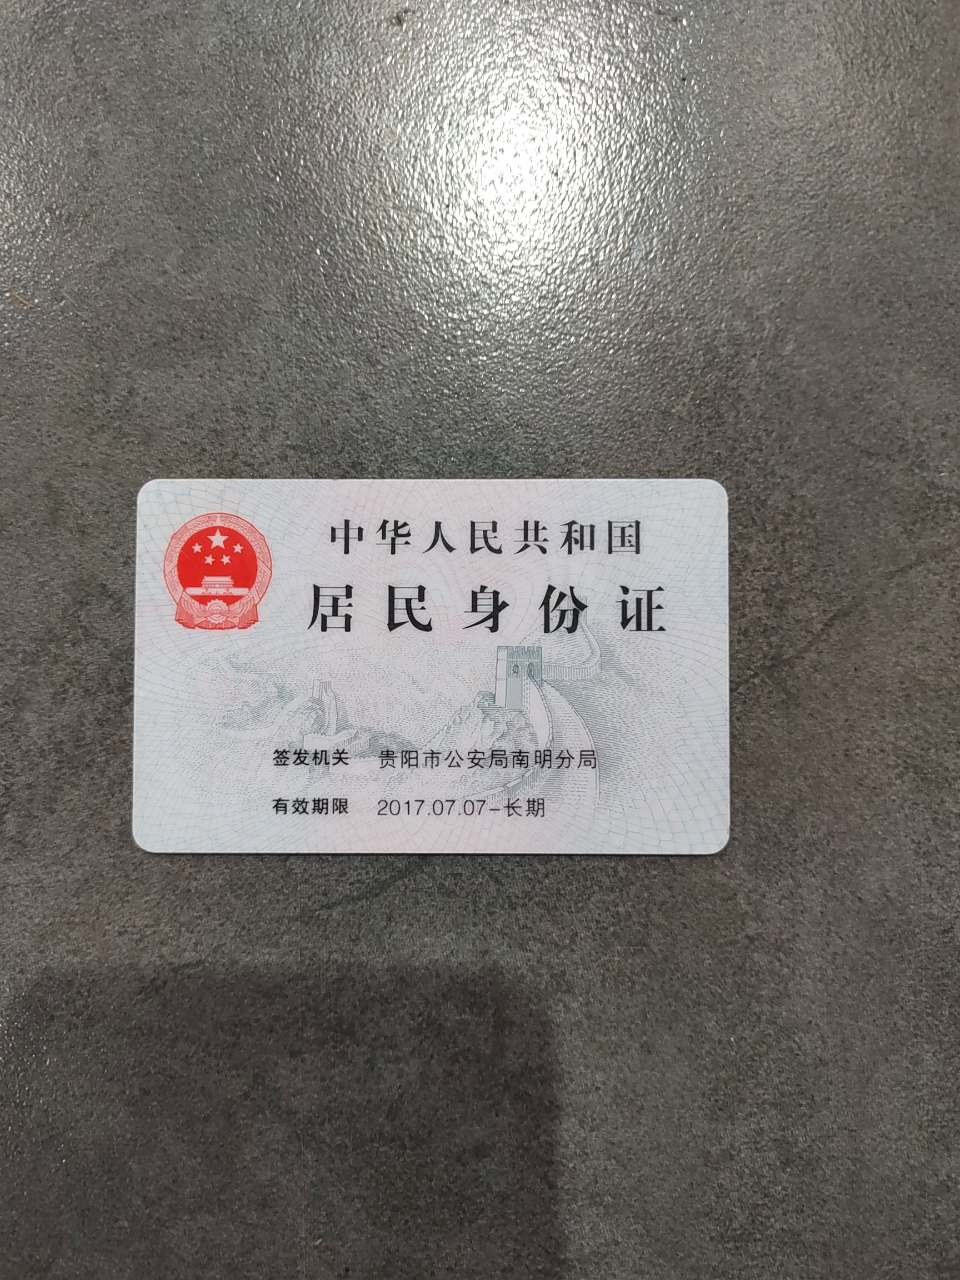 中华人民共和国
居民身份证
签发机关 贵阳市公安局南明分局
有效期限 2017.07.07-长期